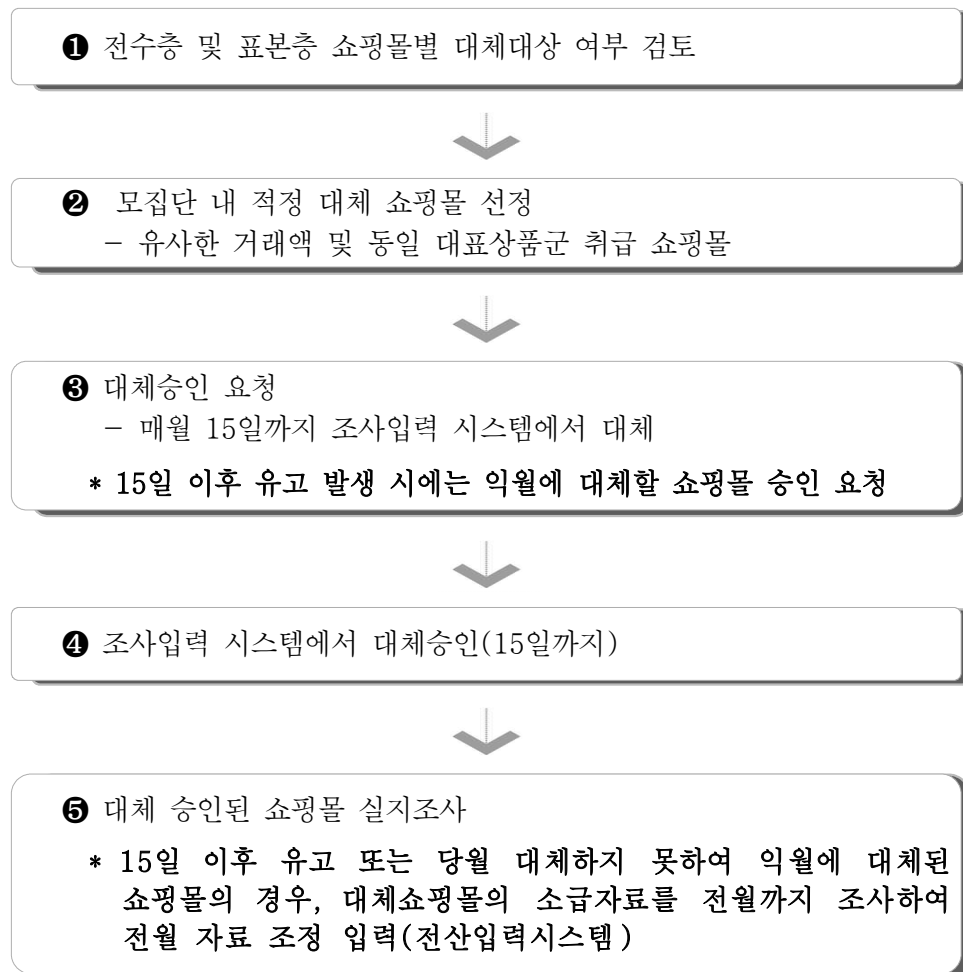 ❶ 전수층 및 표본층 쇼핑몰별 대체대상 여부 검토
❷ 모집단 내 적정 대체 쇼핑몰 선정
− 유사한 거래액 및 동일 대표상품군 취급 쇼핑몰
❸ 대체승인 요청
− 매월 15일까지 조사입력 시스템에서 대체
* 15일 이후 유고 발생 시에는 익월에 대체할 쇼핑몰 승인 요청
❹ 조사입력 시스템에서 대체승인(15일까지)
❺ 대체 승인된 쇼핑몰 실지조사
* 15일 이후 유고 또는 당월 대체하지 못하여 익월에 대체된
쇼핑몰의 경우, 대체쇼핑몰의 소급자료를 전월까지 조사하여
전월 자료 조정 입력(전산입력시스템)